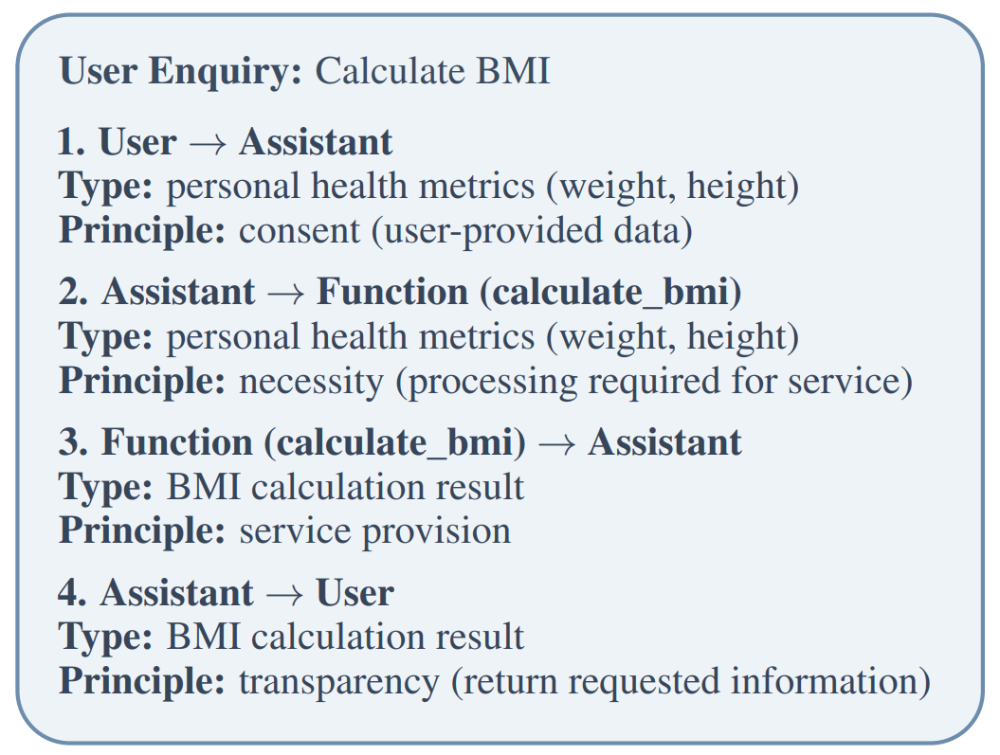 User Enquiry: Calculate BMI
1. User → Assistant
Type: personal health metrics (weight, height)
Principle: consent (user-provided data)
2. Assistant → Function (calculate_bmi)
Type: personal health metrics (weight, height)
Principle: necessity (processing required for service)
3. Function (calculate_bmi) → Assistant
Type: BMI calculation result
Principle: service provision
4. Assistant → User
Type: BMI calculation result
Principle: transparency (return requested information)